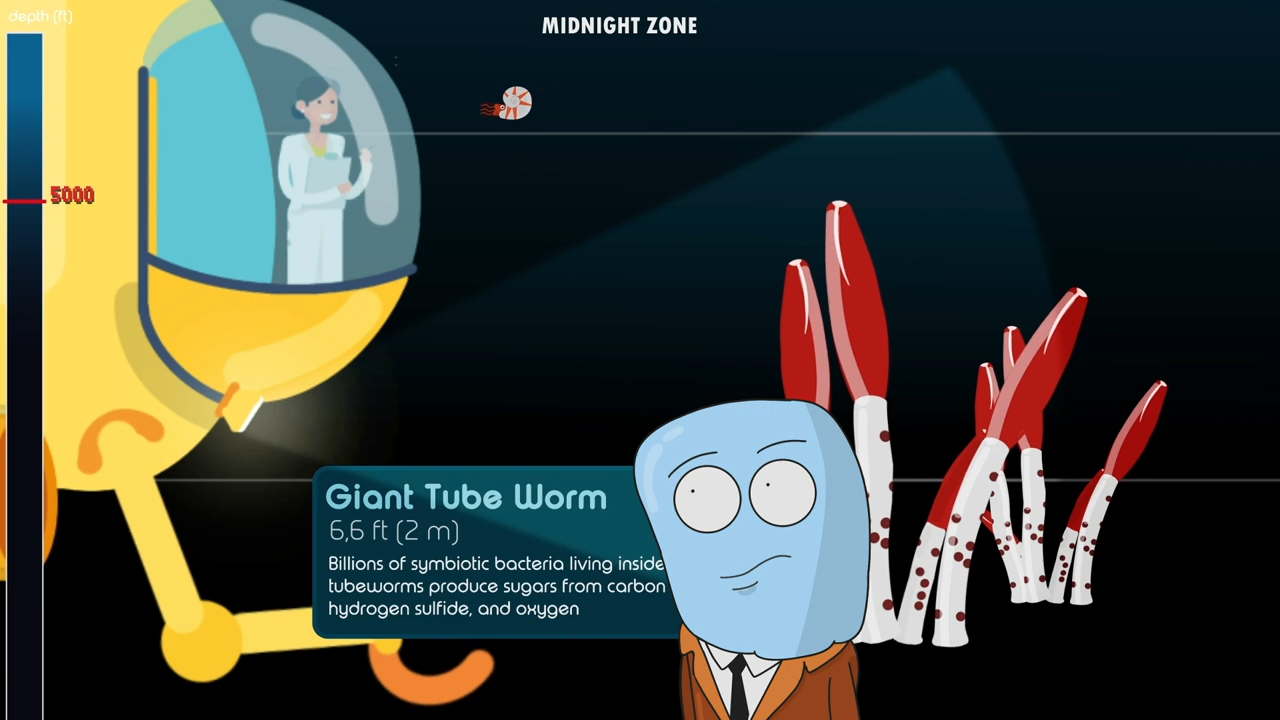 depth (ft)
MIDNIGHT ZONE
5000
Giant Tube Worm
6,6 ft (2 m)
Billions of symbiotic bacteria living inside
tubeworms produce sugars from carbon
hydrogen sulfide, and oxygen